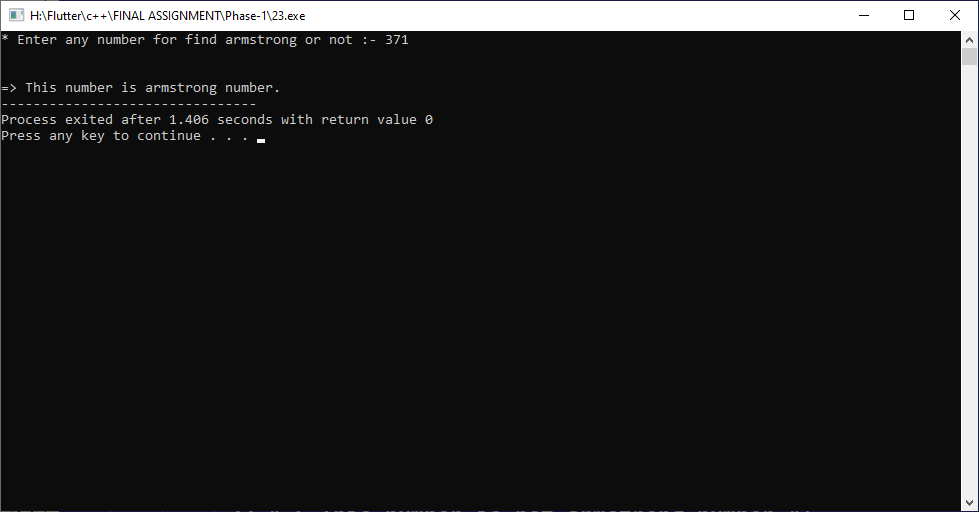 H:\Flutter\c++\FINAL ASSIGNMENT\Phase-1\23.exe
* Enter any number for find armstrong or not :- 371
=> This number is armstrong number.
--------------------------------
Process exited after 1.406 seconds with return value 0
Press any key to continue . . .